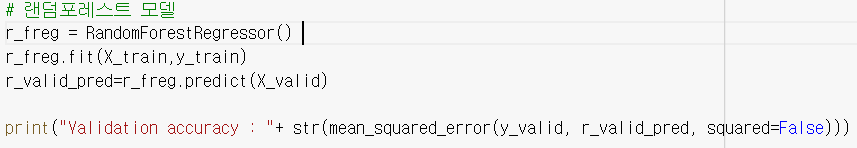 # 랜덤포레스트 모델
r_freg = RandomForestRegressor()
r_freg.fit(X_train,y_train)
r_valid_pred=r_freg.predict(X_valid)
print("Validation accuracy : "+ str(mean_squared_error(y_valid, r_valid_pred, squared=False)))